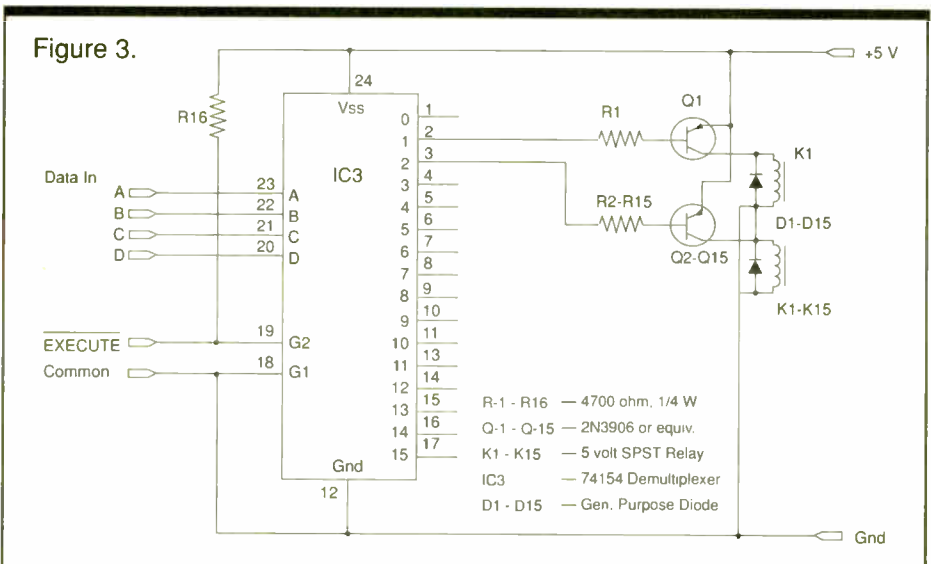 Figure 3.
+5 V
24
Vss
R16
R1
Q1
K1
0 1
1 2
2 3
3 4
4 5
5 6
6 7
7 8
8 9
9 10
10 11
11 13
12 14
13 15
14 16
15 17
IC3
Data In
A 23 A
B 22 B
C 21 C
D 20 D
R2-R15
Q2-Q15
D1-D15
K1-K15
EXECUTE 19 G2
Common 18 G1
Gnd
12
R-1 - R16 — 4700 ohm, 1/4 W
Q-1 - Q-15 — 2N3906 or equiv.
K1 - K15 — 5 volt SPST Relay
IC3 — 74154 Demultiplexer
D1 - D15 — Gen. Purpose Diode
Gnd